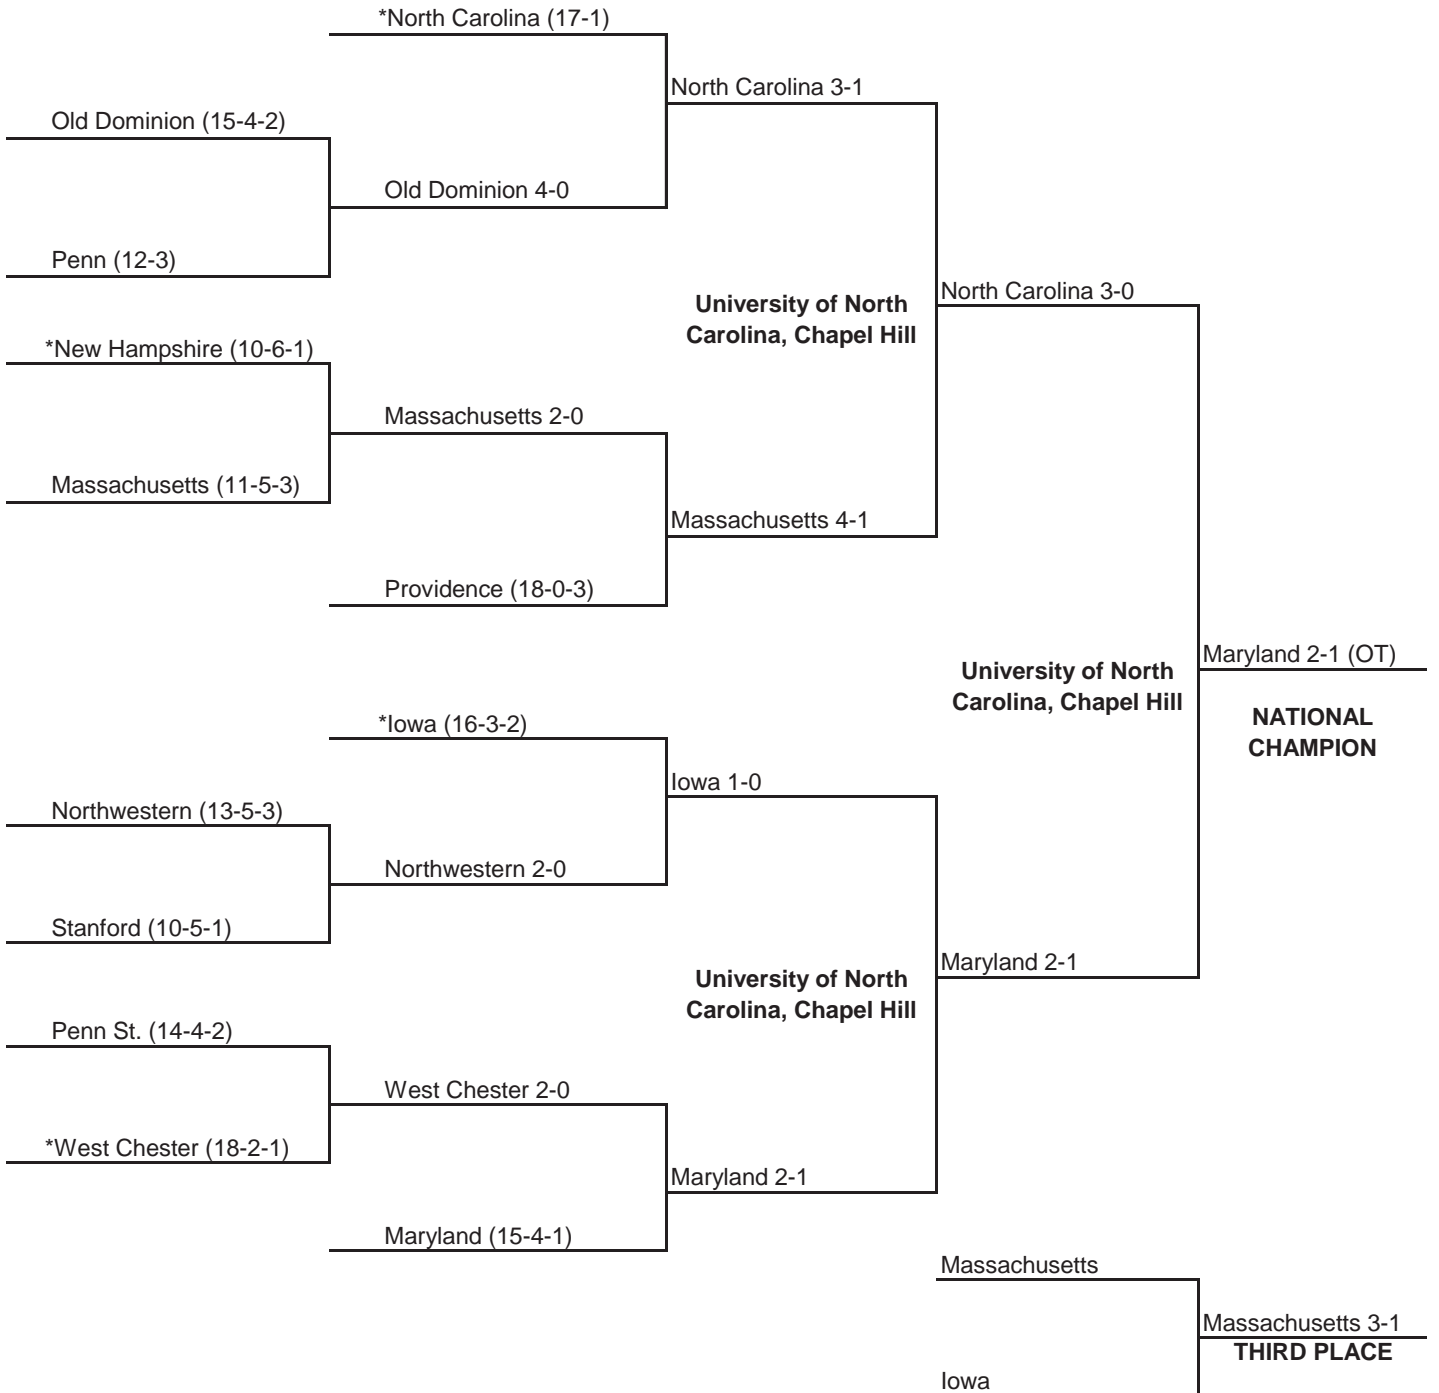 *North Carolina (17-1)
North Carolina 3-1
Old Dominion (15-4-2)
Old Dominion 4-0
Penn (12-3)
North Carolina 3-0
University of North
Carolina, Chapel Hill
*New Hampshire (10-6-1)
Massachusetts 2-0
Massachusetts (11-5-3)
Massachusetts 4-1
Providence (18-0-3)
Maryland 2-1 (OT)
University of North
Carolina, Chapel Hill
NATIONAL
CHAMPION
*Iowa (16-3-2)
Iowa 1-0
Northwestern (13-5-3)
Northwestern 2-0
Stanford (10-5-1)
Maryland 2-1
University of North
Carolina, Chapel Hill
Penn St. (14-4-2)
West Chester 2-0
*West Chester (18-2-1)
Maryland 2-1
Maryland (15-4-1)
Massachusetts
Massachusetts 3-1
THIRD PLACE
Iowa